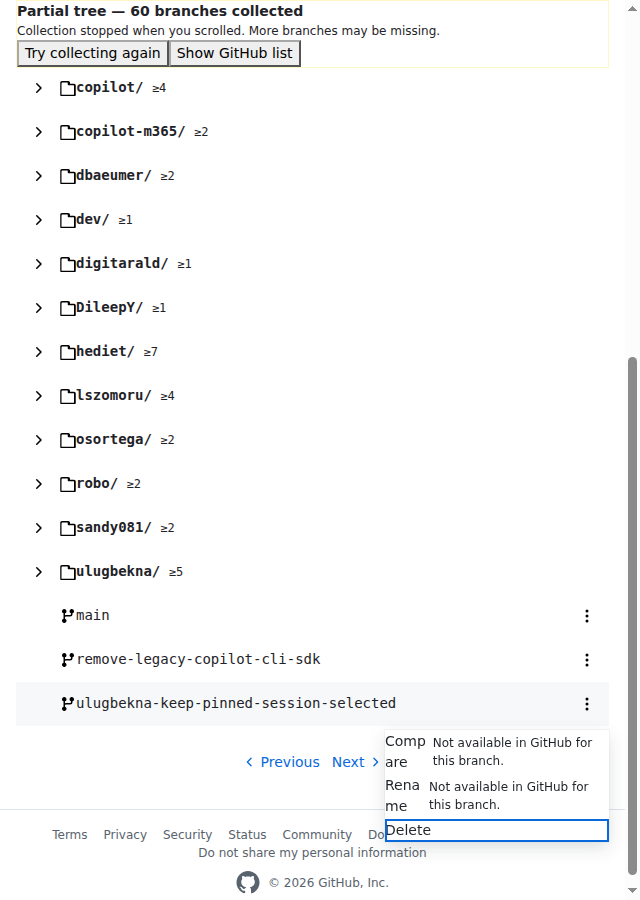 Partial tree — 60 branches collected
Collection stopped when you scrolled. More branches may be missing.
Try collecting again Show GitHub list
copilot/ ≥4
copilot-m365/ ≥2
dbaeumer/ ≥2
dev/ ≥1
digitarald/ ≥1
DileepY/ ≥1
hediet/ ≥7
lszomoru/ ≥4
osortega/ ≥2
robo/ ≥2
sandy081/ ≥2
ulugbekna/ ≥5
main
remove-legacy-copilot-cli-sdk
ulugbekna-keep-pinned-session-selected
Comp
are
Not available in GitHub for
this branch.
Previous Next
Rena
me
Not available in GitHub for
this branch.
Delete
Terms Privacy Security Status Community Do
Do not share my personal information
© 2026 GitHub, Inc.